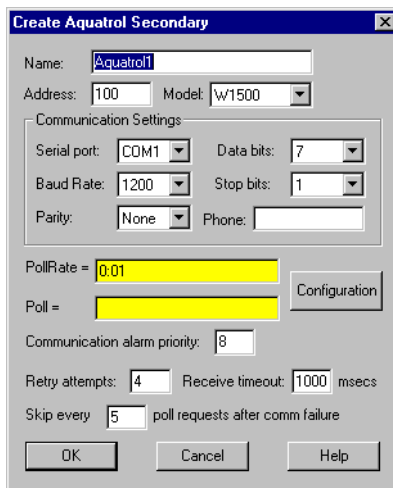 Create Aquatrol Secondary
Name: Aquatrol1
Address: 100 Model: W1500
Communication Settings
Serial port: COM1 Data bits: 7
Baud Rate: 1200 Stop bits: 1
Parity: None Phone:
PollRate = 0:01
Configuration
Poll =
Communication alarm priority: 8
Retry attempts: 4 Receive timeout: 1000 msecs
Skip every 5 poll requests after comm failure
OK Cancel Help